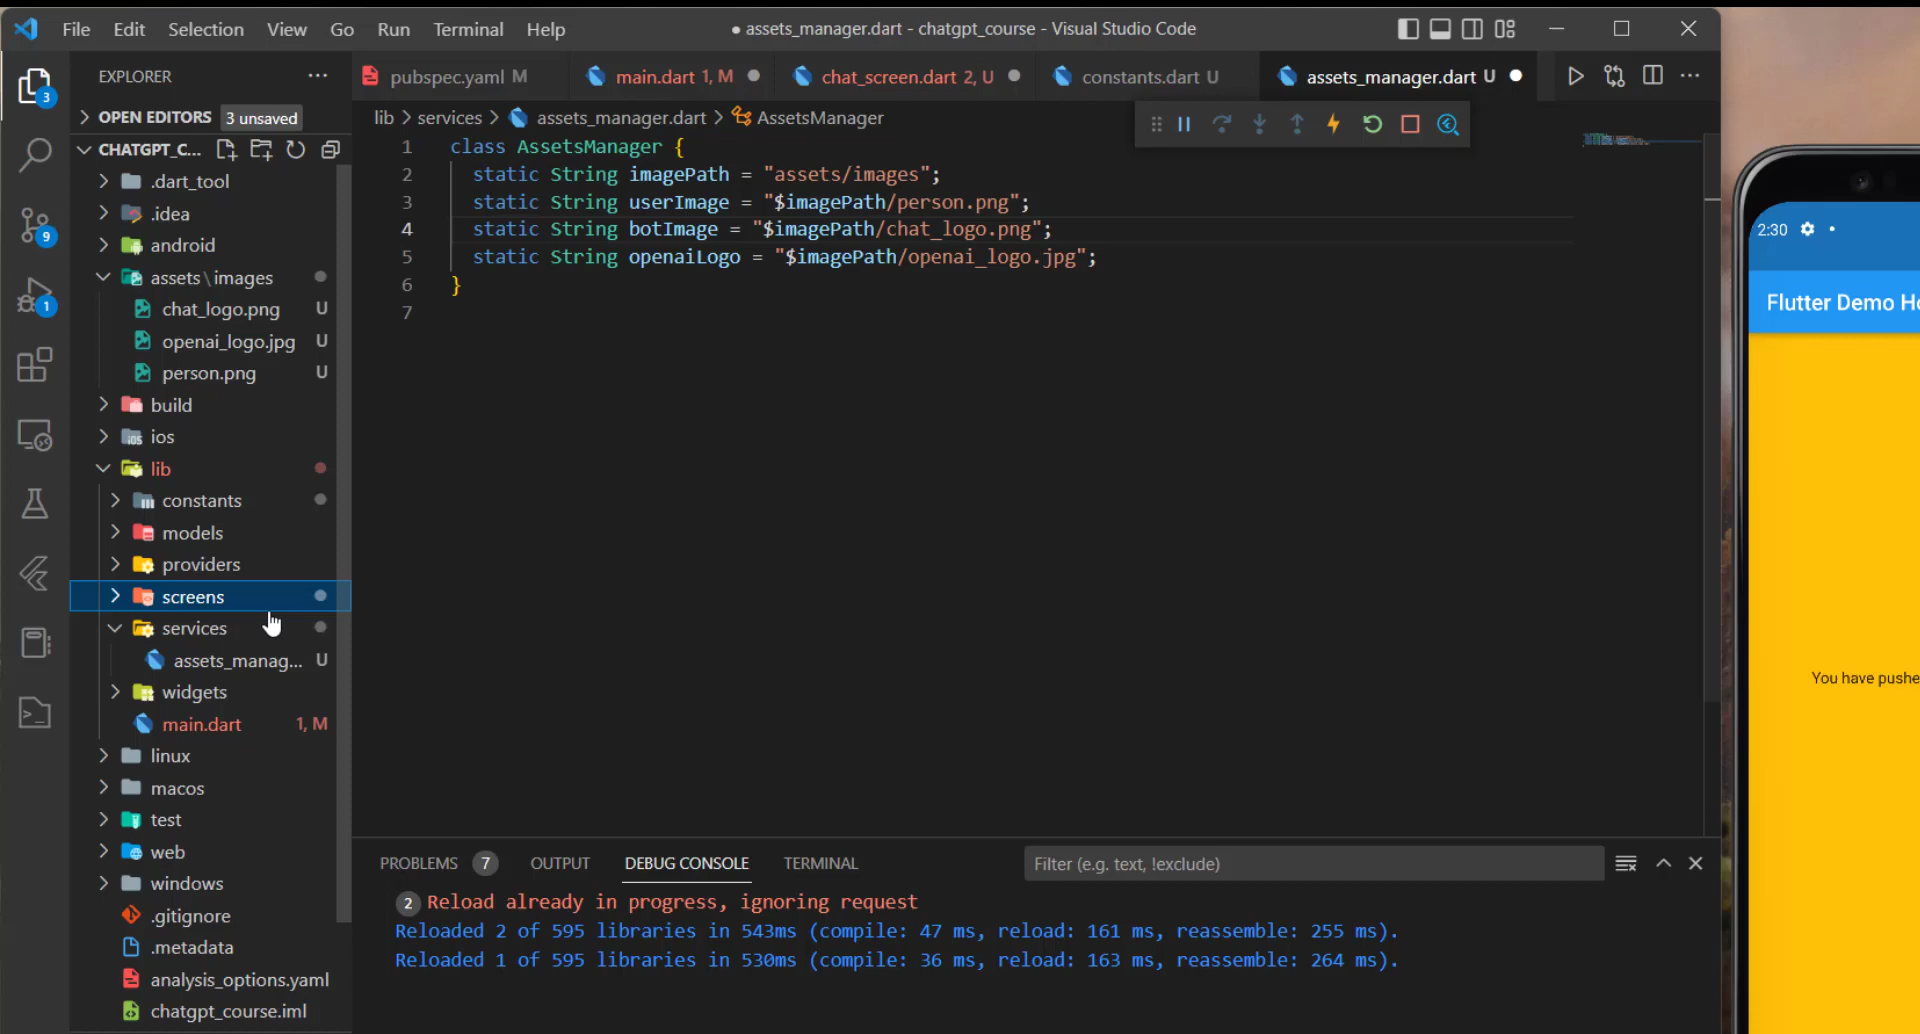 File Edit Selection View Go Run Terminal Help
● assets_manager.dart - chatgpt_course - Visual Studio Code
EXPLORER
3
pubspec.yaml M
main.dart 1, M
chat_screen.dart 2, U
constants.dart U
assets_manager.dart U
OPEN EDITORS 3 unsaved
lib > services > assets_manager.dart > AssetsManager
CHATGPT_C...
.dart_tool
.idea
9
android
assets\images
1
chat_logo.png U
openai_logo.jpg U
person.png U
build
ios
lib
constants
models
providers
screens
services
assets_manag... U
widgets
main.dart 1, M
linux
macos
test
web
windows
.gitignore
.metadata
analysis_options.yaml
chatgpt_course.iml
1 class AssetsManager {
2 static String imagePath = "assets/images";
3 static String userImage = "$imagePath/person.png";
4 static String botImage = "$imagePath/chat_logo.png";
5 static String openaiLogo = "$imagePath/openai_logo.jpg";
6 }
7
PROBLEMS 7 OUTPUT DEBUG CONSOLE TERMINAL
Filter (e.g. text, !exclude)
2 Reload already in progress, ignoring request
Reloaded 2 of 595 libraries in 543ms (compile: 47 ms, reload: 161 ms, reassemble: 255 ms).
Reloaded 1 of 595 libraries in 530ms (compile: 36 ms, reload: 163 ms, reassemble: 264 ms).
2:30
Flutter Demo Ho
You have pushe